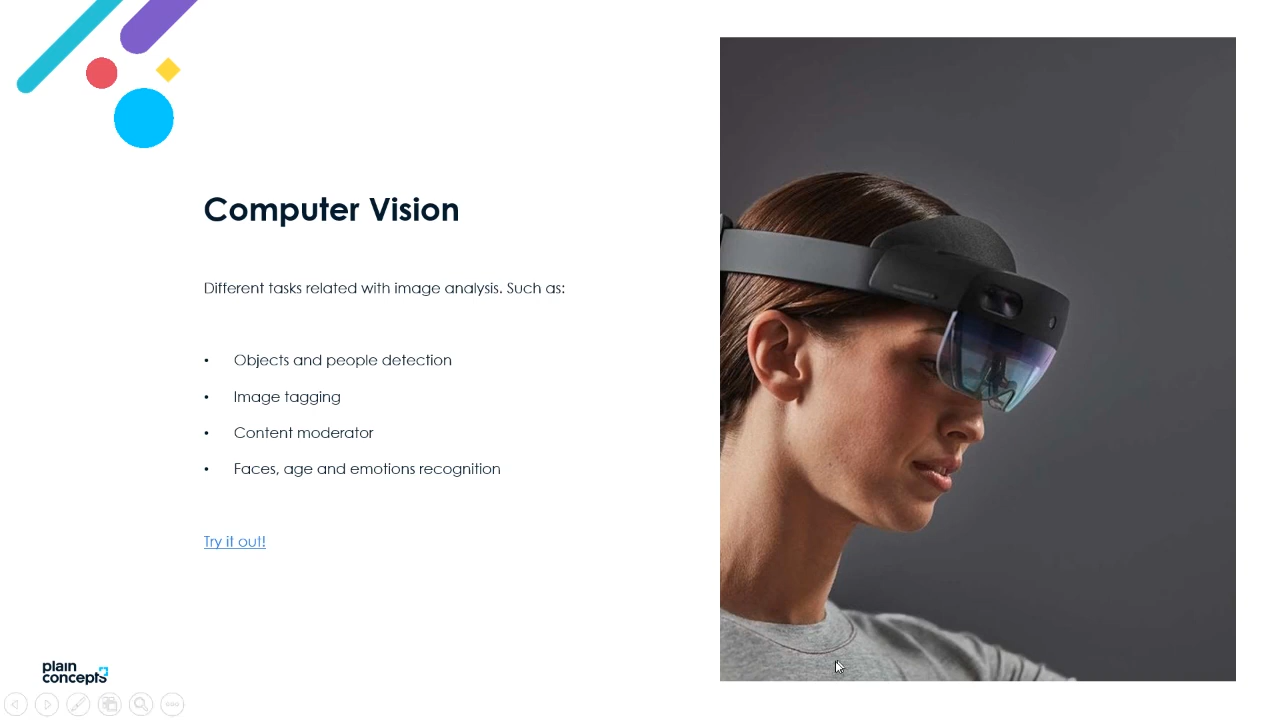 Computer Vision
Different tasks related with image analysis. Such as:
• Objects and people detection
• Image tagging
• Content moderator
• Faces, age and emotions recognition
Try it out!
plain
concepts